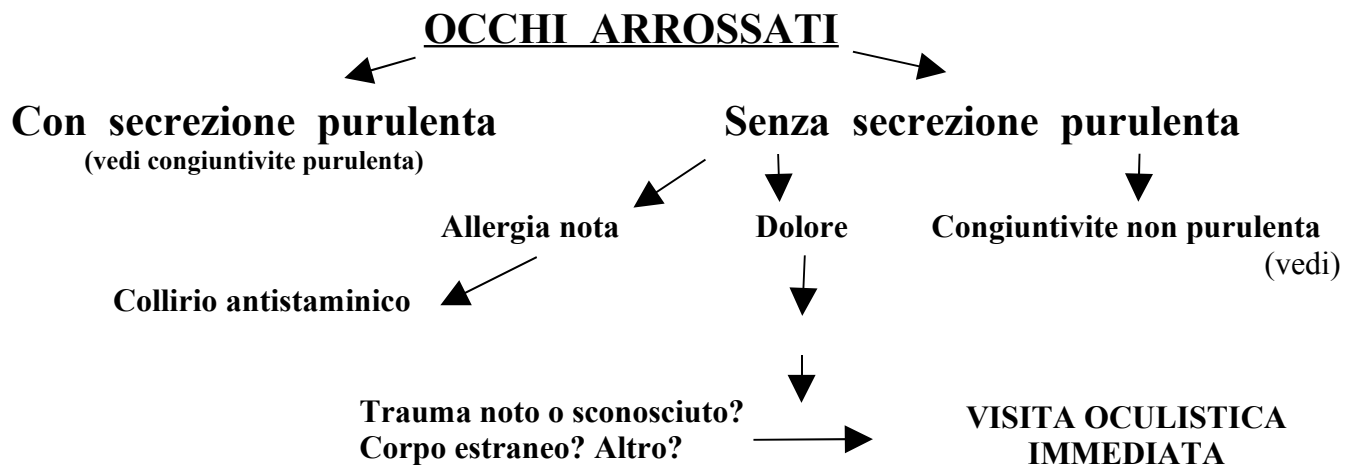 OCCHI ARROSSATI
Con secrezione purulenta
(vedi congiuntivite purulenta)
Senza secrezione purulenta
Allergia nota
Dolore
Congiuntivite non purulenta
(vedi)
Collirio antistaminico
Trauma noto o sconosciuto?
Corpo estraneo? Altro?
VISITA OCULISTICA
IMMEDIATA